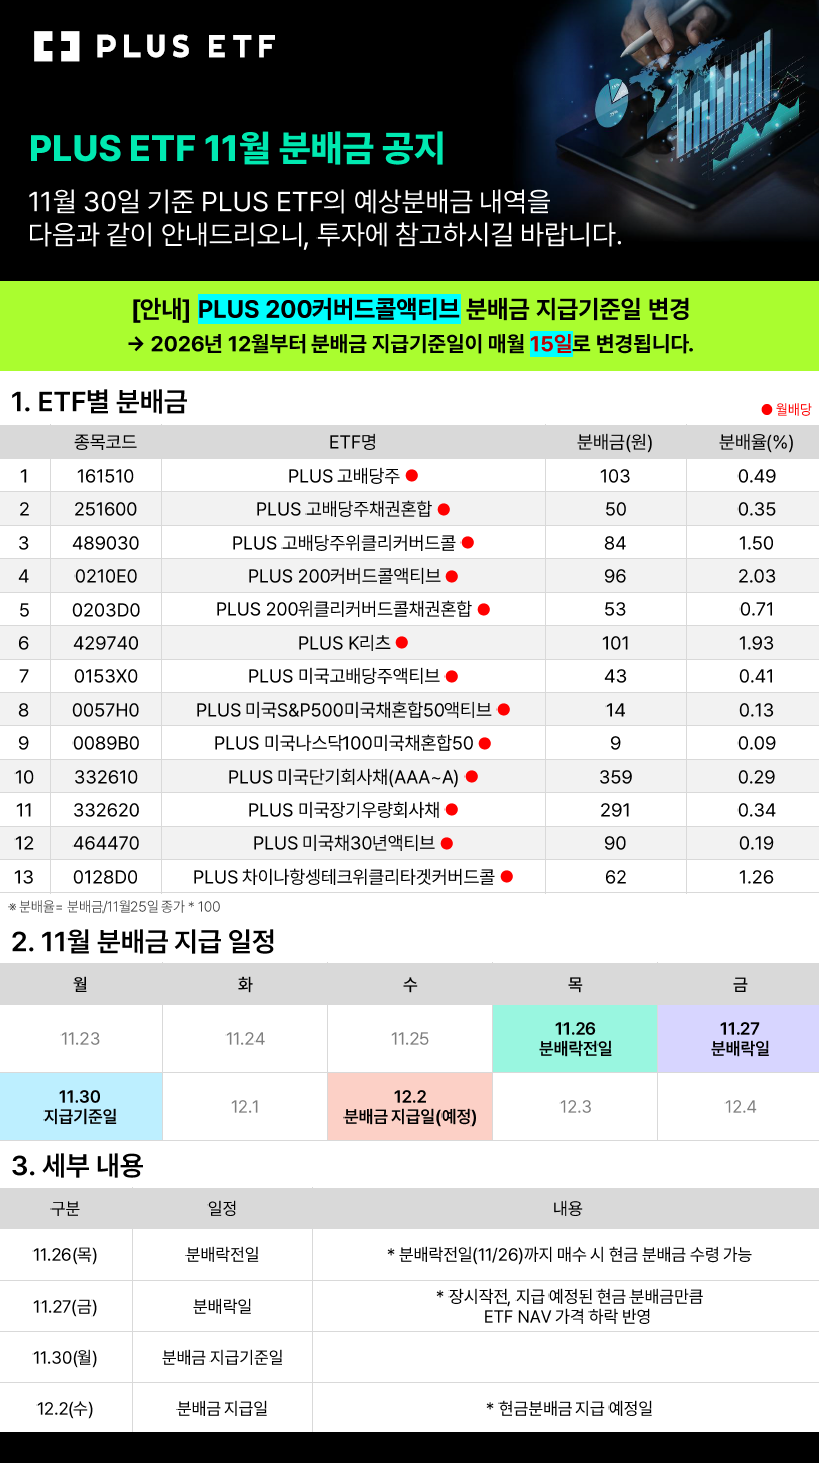 PLUS ETF
PLUS ETF 11월 분배금 공지
11월 30일 기준 PLUS ETF의 예상분배금 내역을
다음과 같이 안내드리오니, 투자에 참고하시길 바랍니다.
[안내] PLUS 200커버드콜액티브 분배금 지급기준일 변경
→ 2026년 12월부터 분배금 지급기준일이 매월 15일로 변경됩니다.
1. ETF별 분배금
● 월배당
종목코드 ETF명 분배금(원) 분배율(%)
1 161510 PLUS 고배당주 ● 103 0.49
2 251600 PLUS 고배당주채권혼합 ● 50 0.35
3 489030 PLUS 고배당주위클리커버드콜 ● 84 1.50
4 0210E0 PLUS 200커버드콜액티브 ● 96 2.03
5 0203D0 PLUS 200위클리커버드콜채권혼합 ● 53 0.71
6 429740 PLUS K리츠 ● 101 1.93
7 0153X0 PLUS 미국고배당주액티브 ● 43 0.41
8 0057H0 PLUS 미국S&P500미국채혼합50액티브 ● 14 0.13
9 0089B0 PLUS 미국나스닥100미국채혼합50 ● 9 0.09
10 332610 PLUS 미국단기회사채(AAA~A) ● 359 0.29
11 332620 PLUS 미국장기우량회사채 ● 291 0.34
12 464470 PLUS 미국채30년액티브 ● 90 0.19
13 0128D0 PLUS 차이나항셍테크위클리타겟커버드콜 ● 62 1.26
※ 분배율= 분배금/11월25일 종가 * 100
2. 11월 분배금 지급 일정
월 화 수 목 금
11.23 11.24 11.25 11.26 11.27
분배락전일 분배락일
11.30 12.1 12.2 12.3 12.4
지급기준일 분배금 지급일(예정)
3. 세부 내용
구분 일정 내용
11.26(목) 분배락전일 * 분배락전일(11/26)까지 매수 시 현금 분배금 수령 가능
11.27(금) 분배락일 * 장시작전, 지급 예정된 현금 분배금만큼
ETF NAV 가격 하락 반영
11.30(월) 분배금 지급기준일
12.2(수) 분배금 지급일 * 현금분배금 지급 예정일